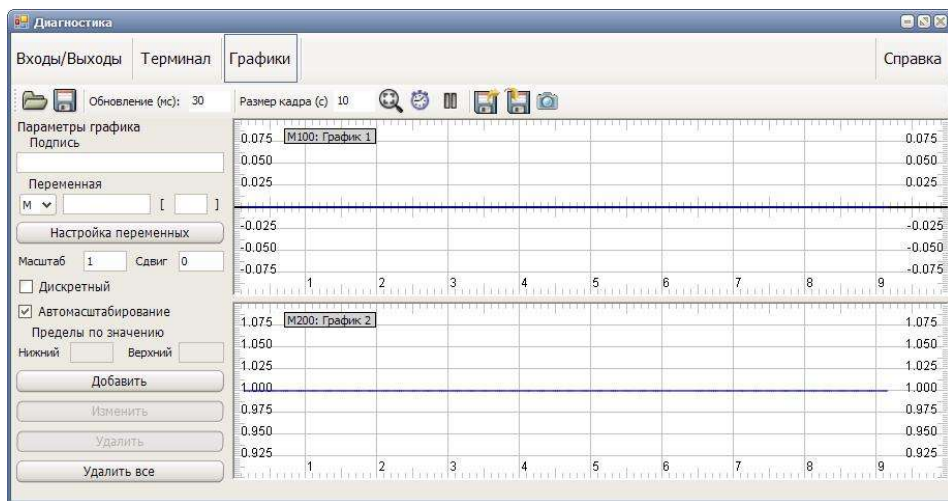 Диагностика
Входы/Выходы Терминал Графики Справка
Обновление (мс): 30 Размер кадра (с) 10
Параметры графика
Подпись
Переменная
M [ ]
Настройка переменных
Масштаб 1 Сдвиг 0
Дискретный
Автомасштабирование
Пределы по значению
Нижний Верхний
Добавить
Изменить
Удалить
Удалить все
0.075 M100: График 1 0.075
0.050 0.050
0.025 0.025
-0.025 -0.025
-0.050 -0.050
-0.075 -0.075
1 2 3 4 5 6 7 8 9
1.075 M200: График 2 1.075
1.050 1.050
1.025 1.025
1.000 1.000
0.975 0.975
0.950 0.950
0.925 0.925
1 2 3 4 5 6 7 8 9